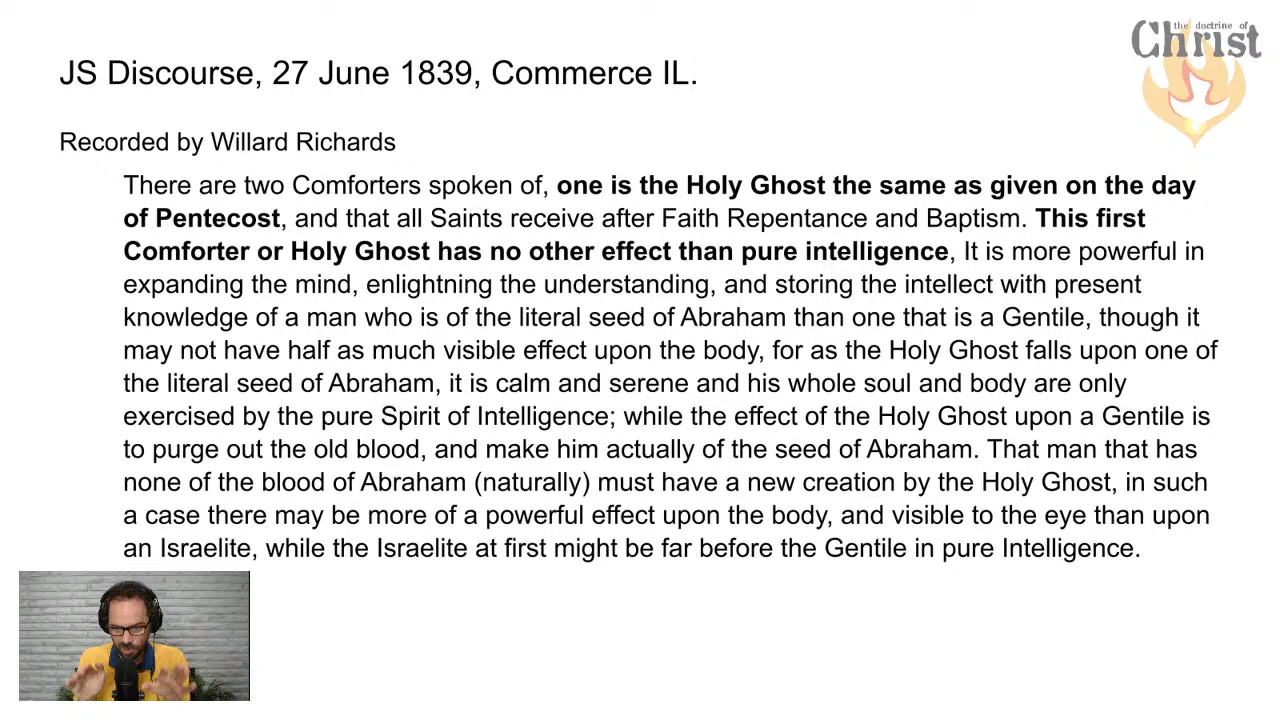 the doctrine of
Christ
JS Discourse, 27 June 1839, Commerce IL.
Recorded by Willard Richards
There are two Comforters spoken of, one is the Holy Ghost the same as given on the day
of Pentecost, and that all Saints receive after Faith Repentance and Baptism. This first
Comforter or Holy Ghost has no other effect than pure intelligence, It is more powerful in
expanding the mind, enlightning the understanding, and storing the intellect with present
knowledge of a man who is of the literal seed of Abraham than one that is a Gentile, though it
may not have half as much visible effect upon the body, for as the Holy Ghost falls upon one of
the literal seed of Abraham, it is calm and serene and his whole soul and body are only
exercised by the pure Spirit of Intelligence; while the effect of the Holy Ghost upon a Gentile is
to purge out the old blood, and make him actually of the seed of Abraham. That man that has
none of the blood of Abraham (naturally) must have a new creation by the Holy Ghost, in such
a case there may be more of a powerful effect upon the body, and visible to the eye than upon
an Israelite, while the Israelite at first might be far before the Gentile in pure Intelligence.